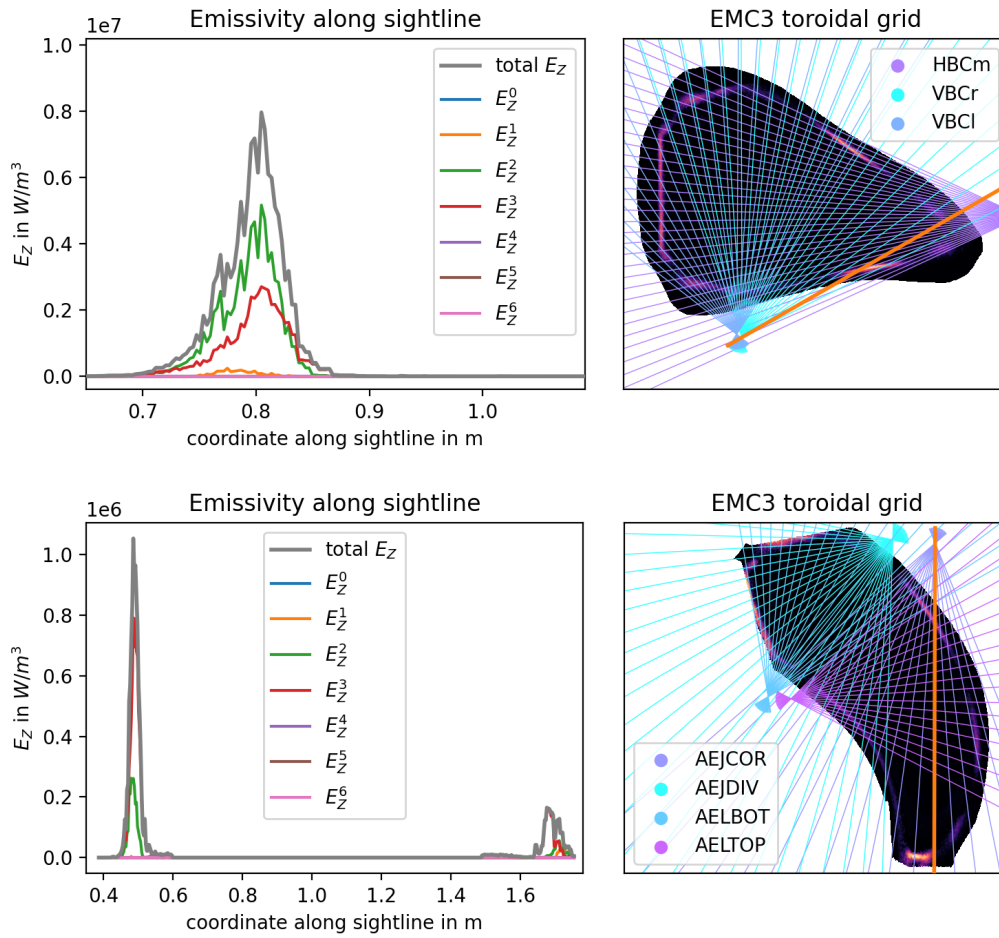 Emissivity along sightline
1e7
E_Z in W/m³
1.0
0.8
0.6
0.4
0.2
0.0
0.7
0.8
0.9
1.0
coordinate along sightline in m
total E_Z
E_Z^0
E_Z^1
E_Z^2
E_Z^3
E_Z^4
E_Z^5
E_Z^6
EMC3 toroidal grid
HBCm
VBCr
VBCl
Emissivity along sightline
1e6
E_Z in W/m³
1.0
0.8
0.6
0.4
0.2
0.0
0.4
0.6
0.8
1.0
1.2
1.4
1.6
coordinate along sightline in m
total E_Z
E_Z^0
E_Z^1
E_Z^2
E_Z^3
E_Z^4
E_Z^5
E_Z^6
EMC3 toroidal grid
AEJCOR
AEJDIV
AELBOT
AELTOP